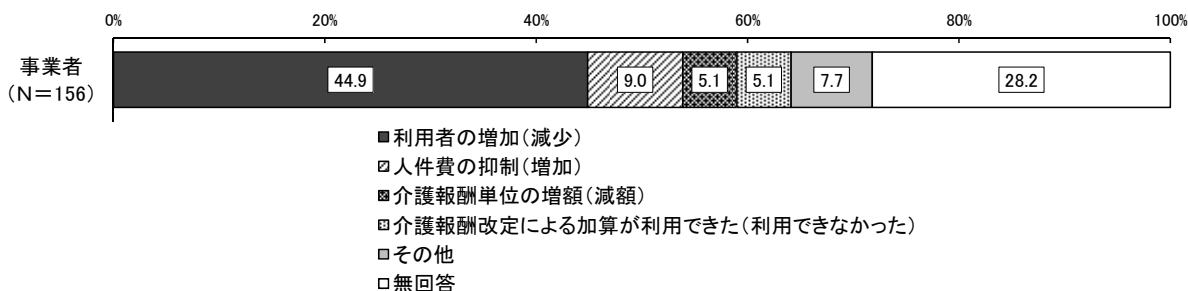 0% 20% 40% 60% 80% 100%
事業者
(N=156)
44.9 9.0 5.1 5.1 7.7 28.2
利用者の増加(減少)
人件費の抑制(増加)
介護報酬単位の増額(減額)
介護報酬改定による加算が利用できた(利用できなかった)
その他
無回答